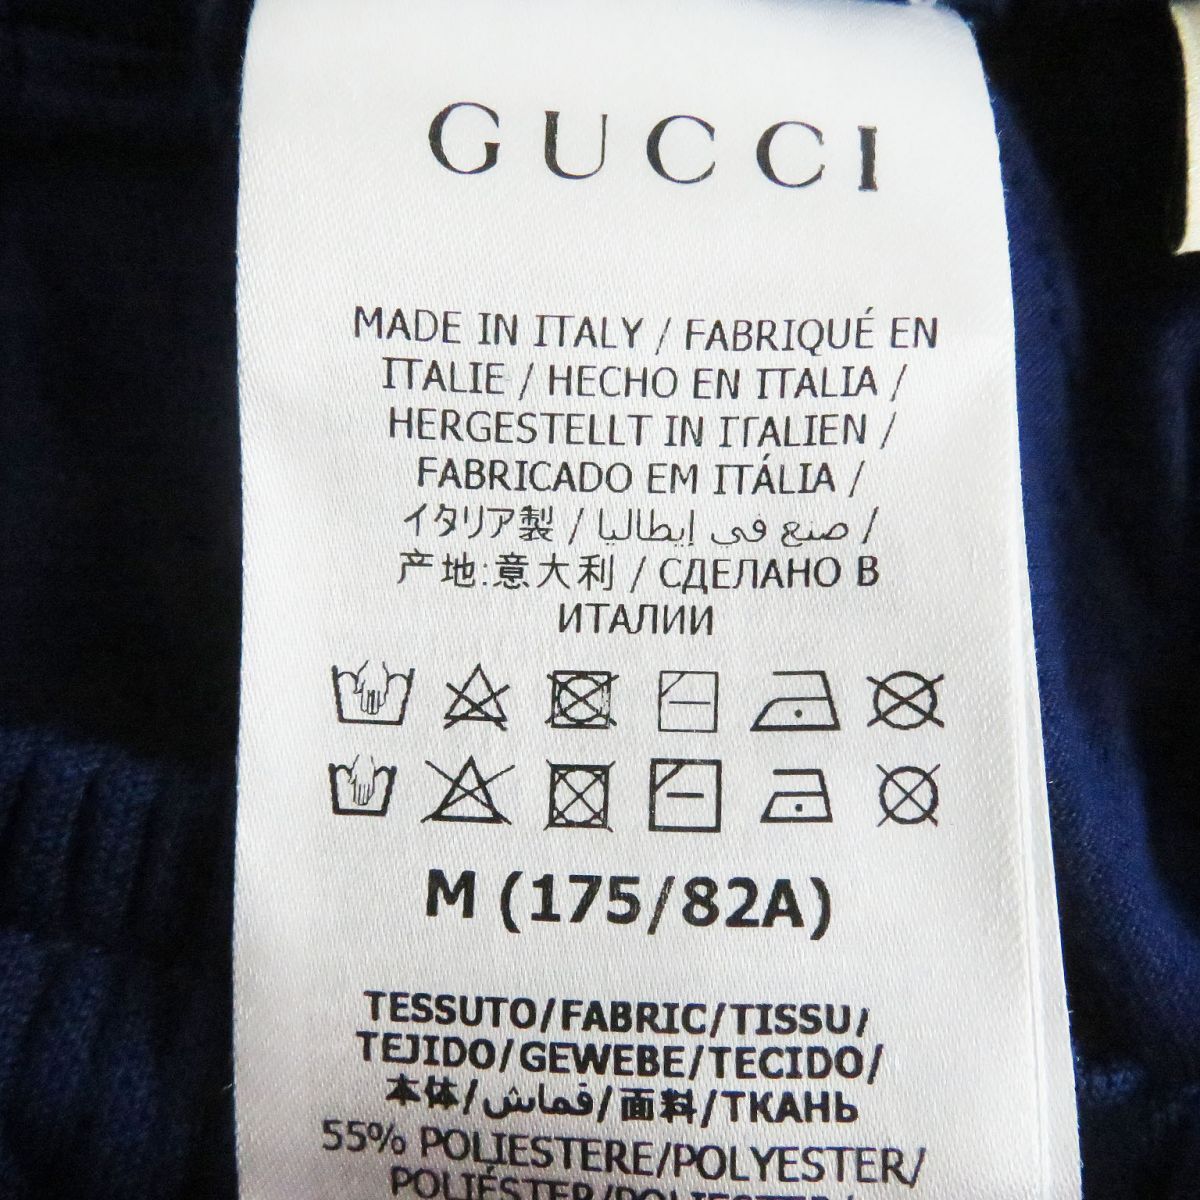 GUCCI
MADE IN ITALY / FABRIQUÉ EN
ITALIE / HECHO EN ITALIA /
HERGESTELLT IN ITALIEN /
FABRICADO EM ITÁLIA /
イタリア製 / صنع في إيطاليا /
产地:意大利 / СДЕЛАНО В
ИТАЛИИ
M (175/82A)
TESSUTO/FABRIC/TISSU/
TEJIDO/GEWEBE/TECIDO/
本体/قماش/面料/ТКАНЬ
55% POLIESTERE/POLYESTER/
POLIÉSTER/POLIESTER/